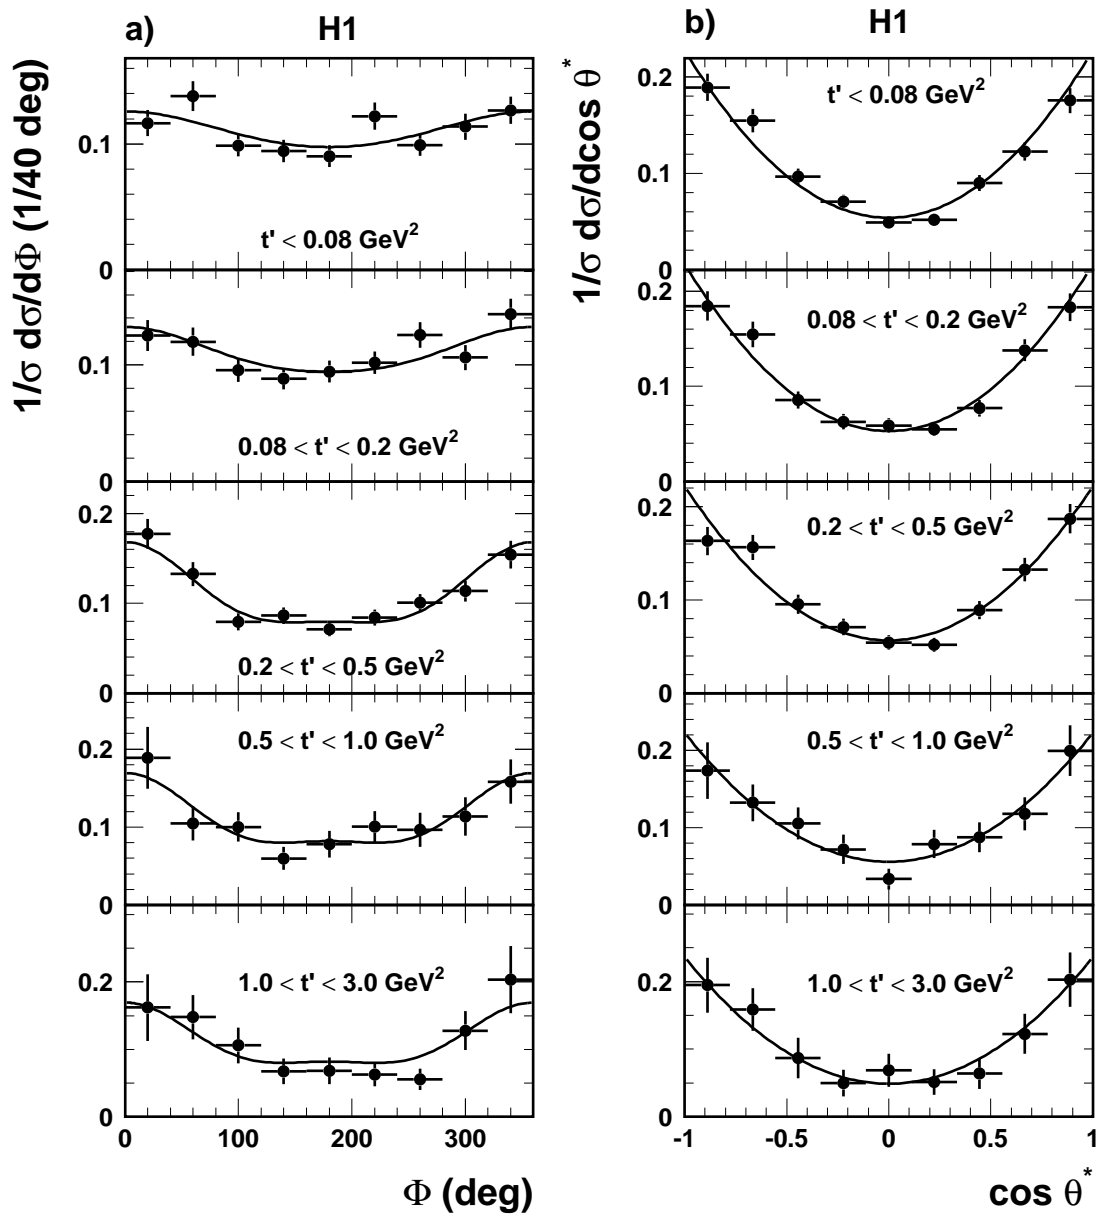 a) H1
1/σ dσ/dΦ (1/40 deg)
0.1
0
t' < 0.08 GeV²
0.1
0
0.08 < t' < 0.2 GeV²
0.2
0.1
0
0.2 < t' < 0.5 GeV²
0.2
0.1
0
0.5 < t' < 1.0 GeV²
0.2
0
1.0 < t' < 3.0 GeV²
0 100 200 300
Φ (deg)
b) H1
1/σ dσ/dcos θ*
0.2
0.1
0
t' < 0.08 GeV²
0.2
0.1
0
0.08 < t' < 0.2 GeV²
0.2
0.1
0
0.2 < t' < 0.5 GeV²
0.2
0.1
0
0.5 < t' < 1.0 GeV²
0.2
0
1.0 < t' < 3.0 GeV²
-1 -0.5 0 0.5 1
cos θ*